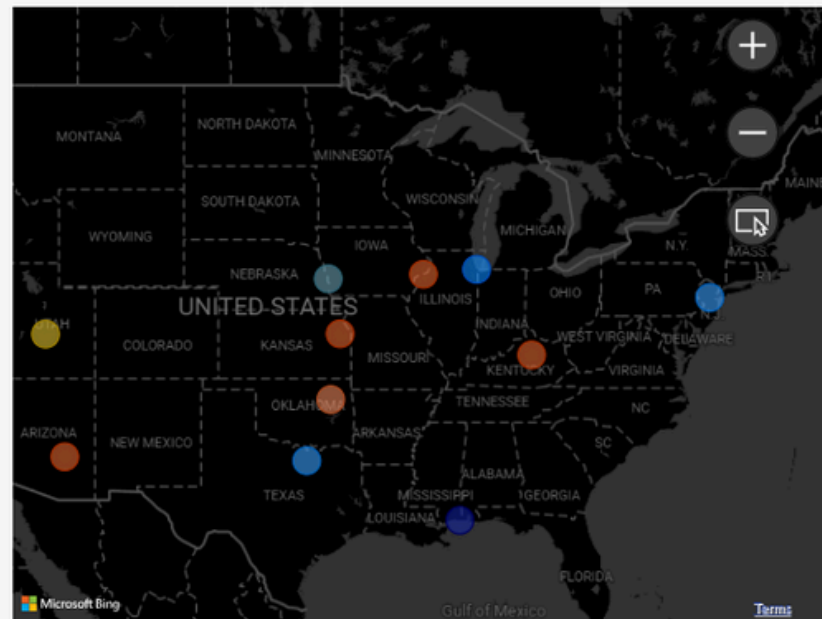 MONTANA
NORTH DAKOTA
MINNESOTA
SOUTH DAKOTA
WISCONSIN
MICHIGAN
MAINE
WYOMING
IOWA
N.Y.
MASS
R.I.
NEBRASKA
UNITED STATES
ILLINOIS
OHIO
PA
N.J.
UTAH
COLORADO
KANSAS
MISSOURI
INDIANA
WEST VIRGINIA
DELAWARE
KENTUCKY
VIRGINIA
OKLAHOMA
TENNESSEE
NC
ARIZONA
NEW MEXICO
ARKANSAS
SC
TEXAS
MISSISSIPPI
ALABAMA
GEORGIA
LOUISIANA
FLORIDA
Microsoft Bing
Gulf of Mexico
Terms